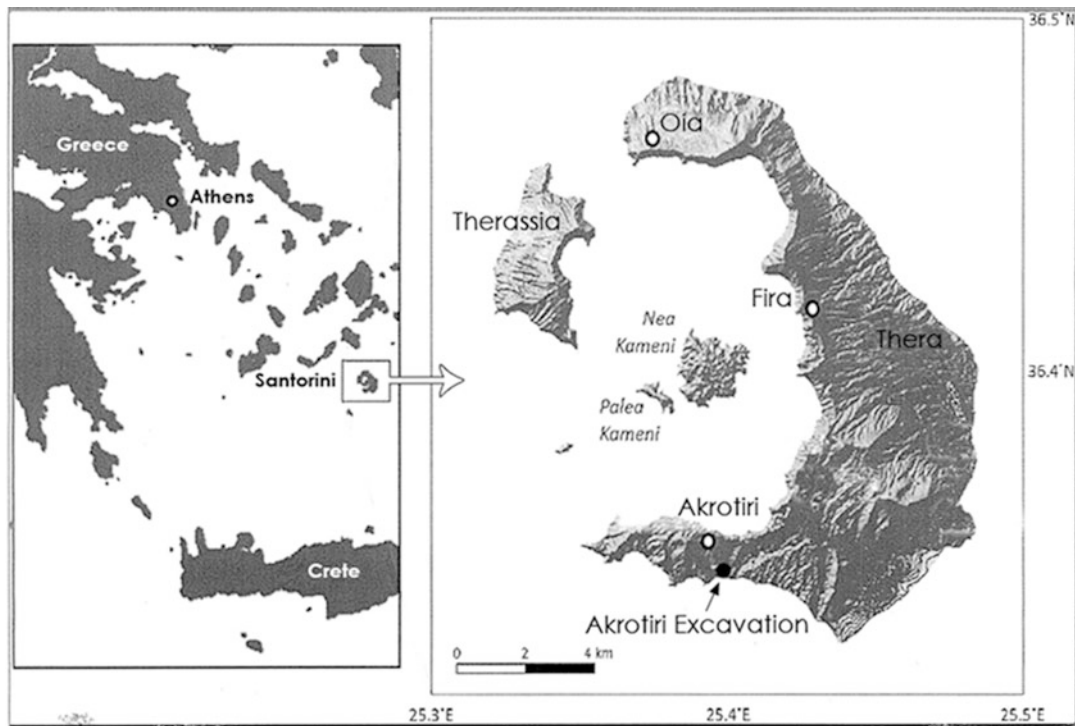 Greece
Athens
Santorini
Crete
36.5°N
Oia
Therassia
Fira
Nea
Kameni
Thera
36.4°N
Palea
Kameni
Akrotiri
Akrotiri Excavation
0 2 4 km
25.3°E 25.4°E 25.5°E